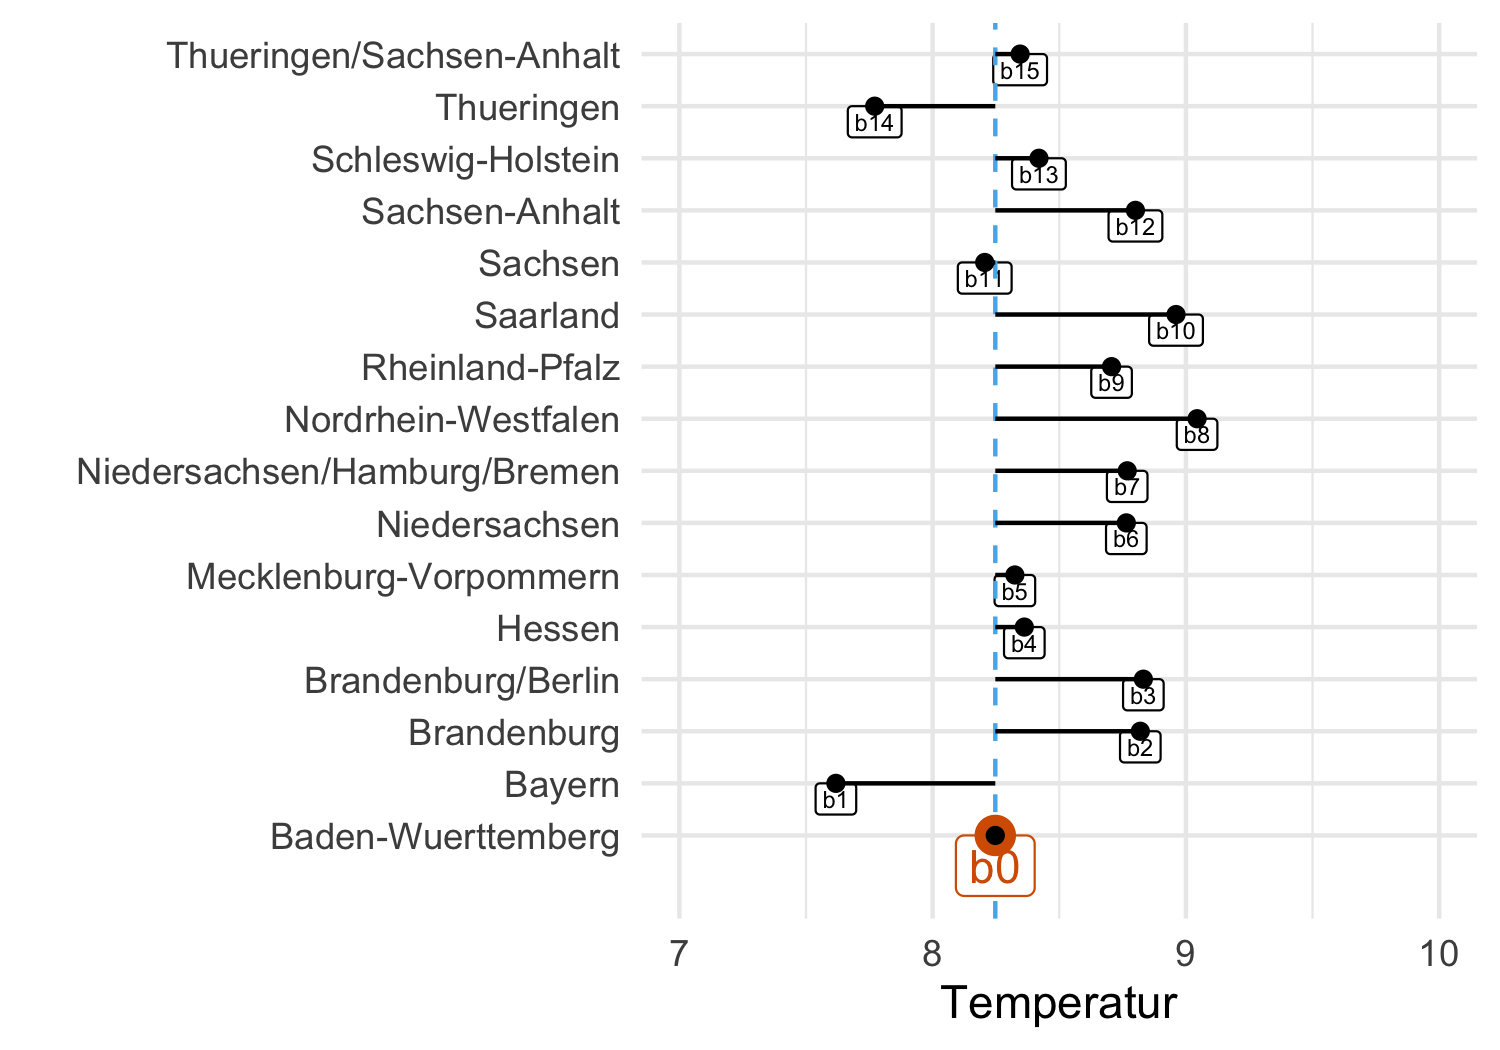 Thueringen/Sachsen-Anhalt
b15
Thueringen
b14
Schleswig-Holstein
b13
Sachsen-Anhalt
b12
Sachsen
b11
Saarland
b10
Rheinland-Pfalz
b9
Nordrhein-Westfalen
b8
Niedersachsen/Hamburg/Bremen
b7
Niedersachsen
b6
Mecklenburg-Vorpommern
b5
Hessen
b4
Brandenburg/Berlin
b3
Brandenburg
b2
Bayern
b1
Baden-Wuerttemberg
b0
7 8 9 10
Temperatur